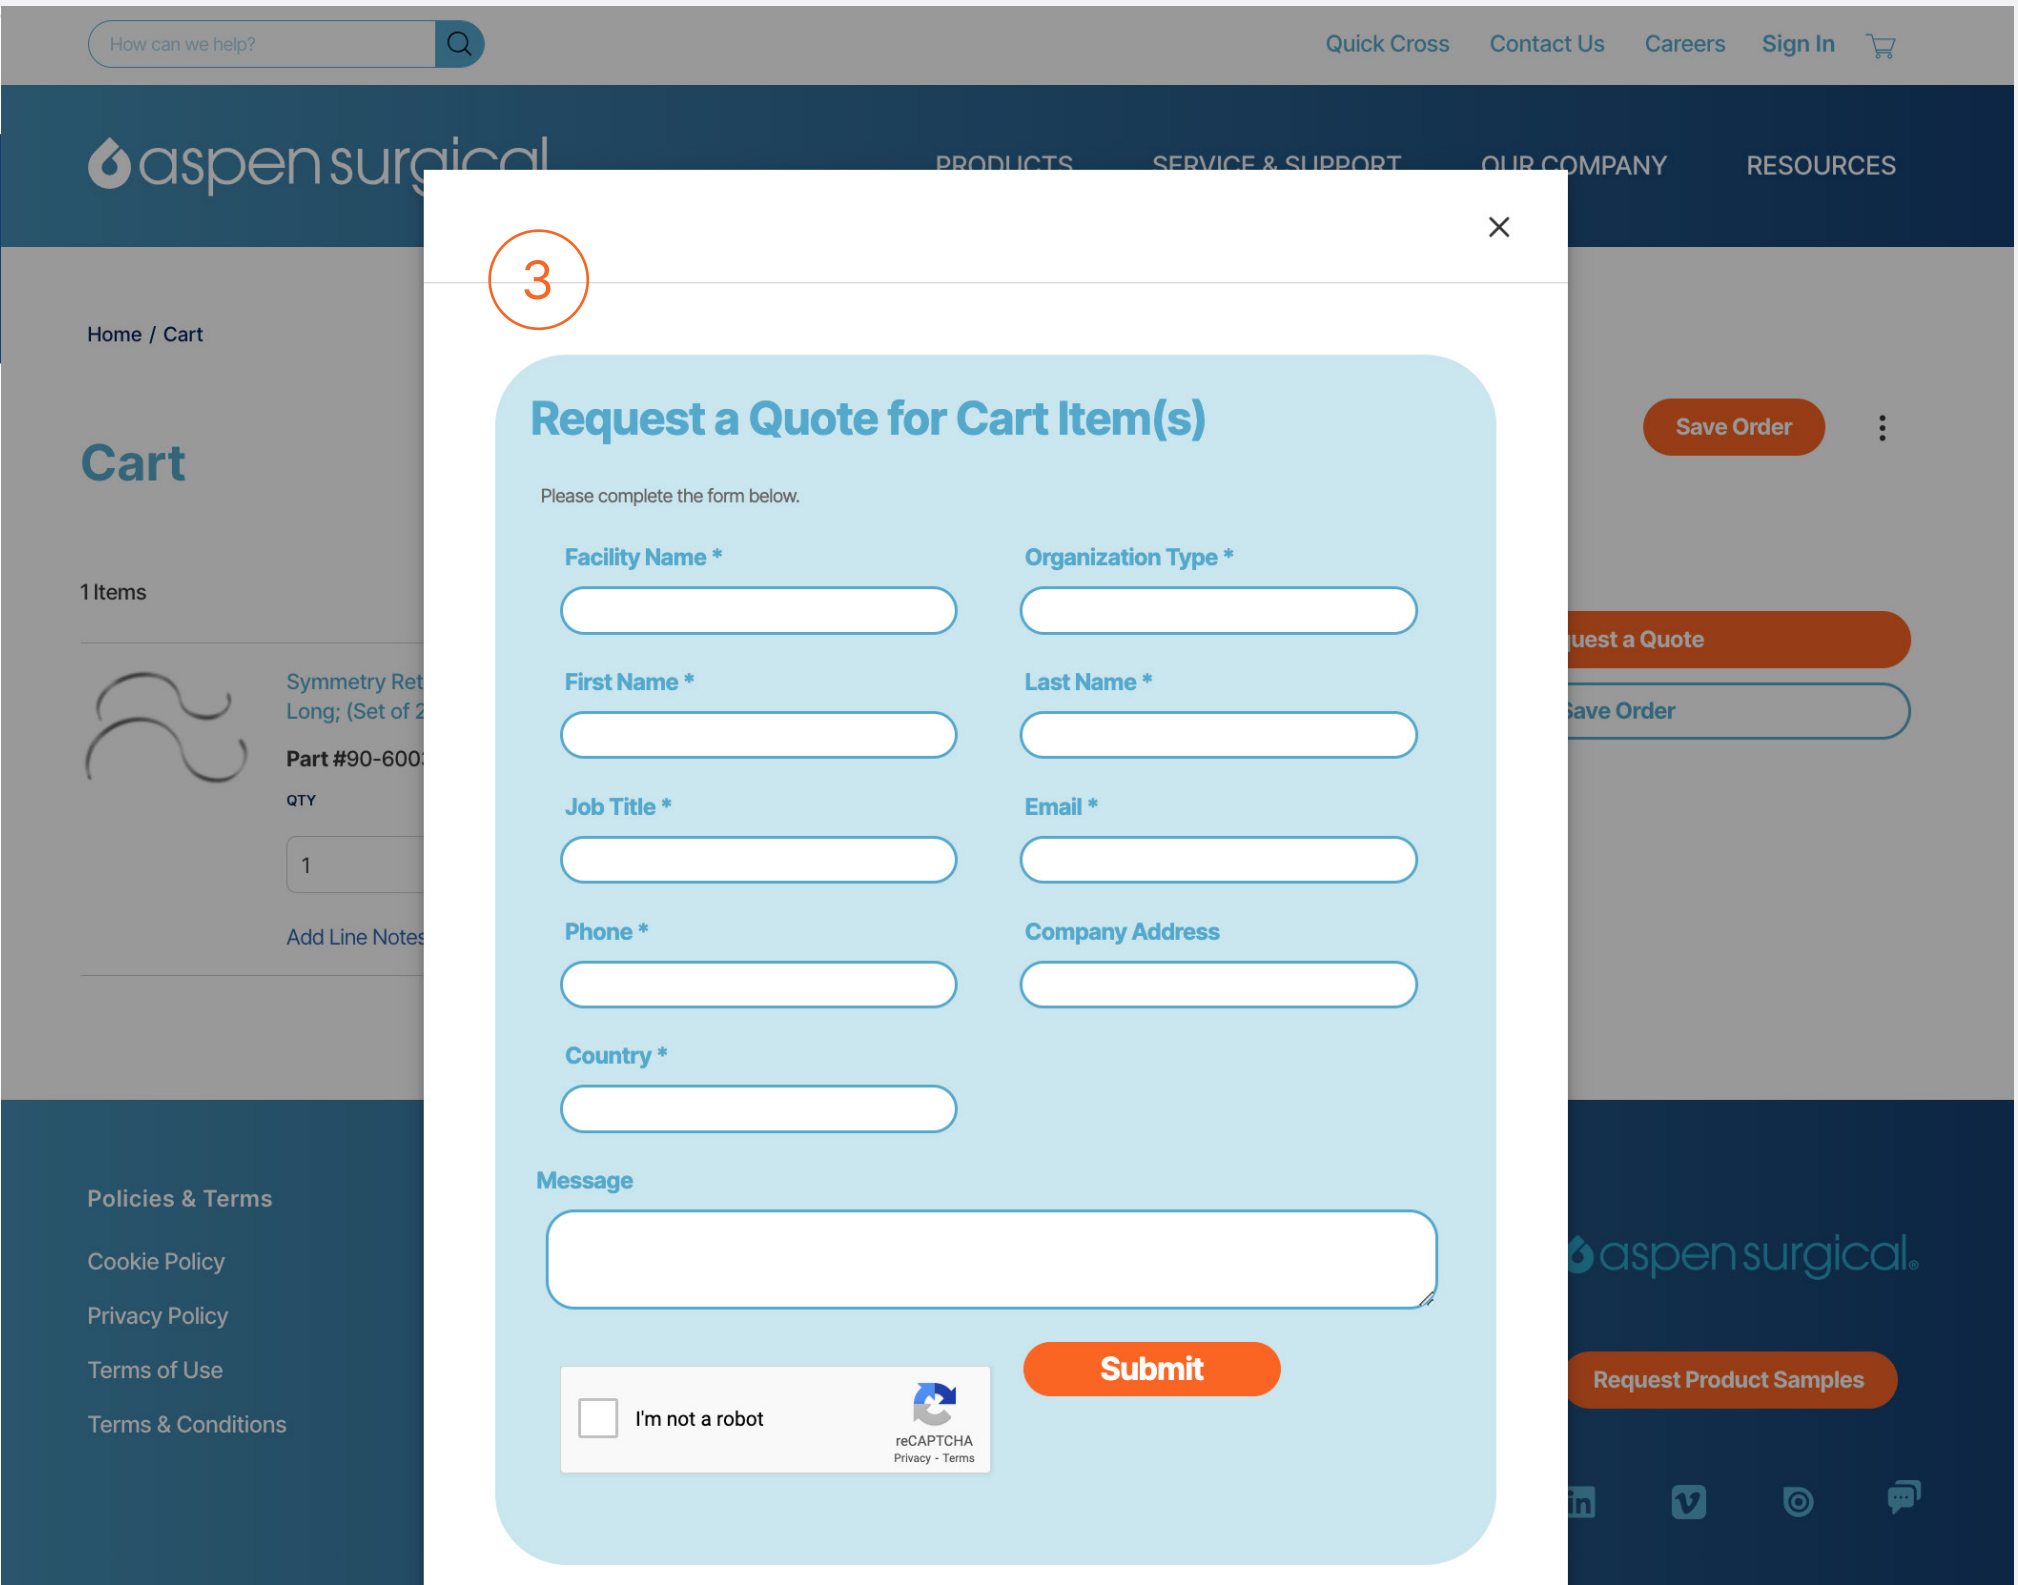 How can we help?
Quick Cross Contact Us Careers Sign In
aspen surgical
PRODUCTS SERVICE & SUPPORT OUR COMPANY RESOURCES
3
Home / Cart
Request a Quote for Cart Item(s)
Save Order
Cart
Please complete the form below.
Facility Name * Organization Type *
1 Items
uest a Quote
Symmetry Ret
First Name * Last Name *
Long; (Set of 2
Save Order
Part #90-600
QTY
Job Title * Email *
1
Add Line Notes
Phone * Company Address
Country *
Message
Policies & Terms
Cookie Policy
aspen surgical®
Privacy Policy
Terms of Use
Submit
Request Product Samples
Terms & Conditions
I'm not a robot
reCAPTCHA
Privacy - Terms
in